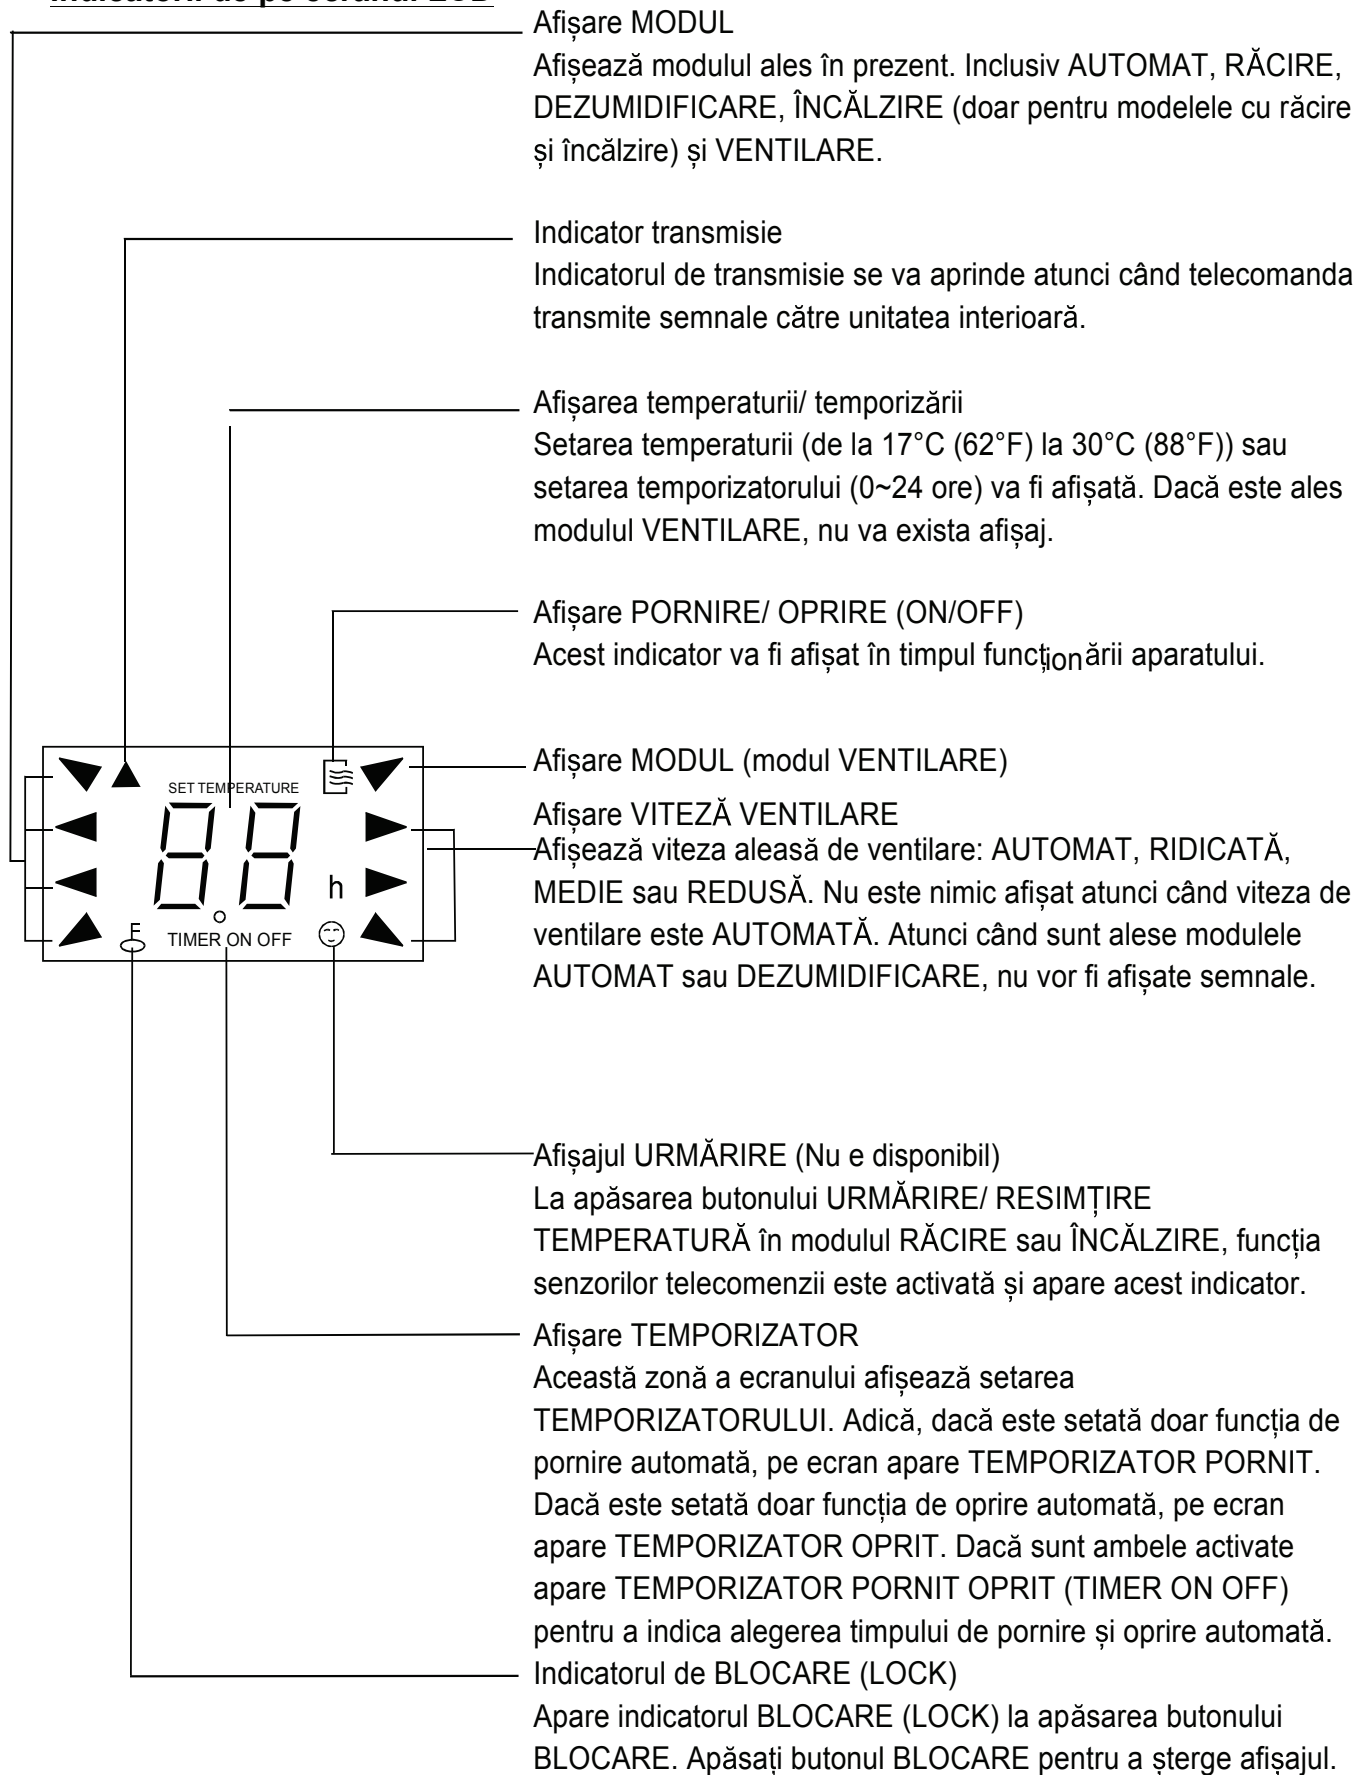 Indicatorii de pe ecranul LCD
Afișare MODUL
Afișează modulul ales în prezent. Inclusiv AUTOMAT, RĂCIRE,
DEZUMIDIFICARE, ÎNCĂLZIRE (doar pentru modelele cu răcire
și încălzire) și VENTILARE.
Indicator transmisie
Indicatorul de transmisie se va aprinde atunci când telecomanda
transmite semnale către unitatea interioară.
Afișarea temperaturii/ temporizării
Setarea temperaturii (de la 17°C (62°F) la 30°C (88°F)) sau
setarea temporizatorului (0~24 ore) va fi afișată. Dacă este ales
modulul VENTILARE, nu va exista afișaj.
Afișare PORNIRE/ OPRIRE (ON/OFF)
Acest indicator va fi afișat în timpul funcționării aparatului.
SET TEMPERATURE
88
h
TIMER ON OFF
Afișare MODUL (modul VENTILARE)
Afișare VITEZĂ VENTILARE
Afișează viteza aleasă de ventilare: AUTOMAT, RIDICATĂ,
MEDIE sau REDUSĂ. Nu este nimic afișat atunci când viteza de
ventilare este AUTOMATĂ. Atunci când sunt alese modulele
AUTOMAT sau DEZUMIDIFICARE, nu vor fi afișate semnale.
Afișajul URMĂRIRE (Nu e disponibil)
La apăsarea butonului URMĂRIRE/ RESIMȚIRE
TEMPERATURĂ în modulul RĂCIRE sau ÎNCĂLZIRE, funcția
senzorilor telecomenzii este activată și apare acest indicator.
Afișare TEMPORIZATOR
Această zonă a ecranului afișează setarea
TEMPORIZATORULUI. Adică, dacă este setată doar funcția de
pornire automată, pe ecran apare TEMPORIZATOR PORNIT.
Dacă este setată doar funcția de oprire automată, pe ecran
apare TEMPORIZATOR OPRIT. Dacă sunt ambele activate
apare TEMPORIZATOR PORNIT OPRIT (TIMER ON OFF)
pentru a indica alegerea timpului de pornire și oprire automată.
Indicatorul de BLOCARE (LOCK)
Apare indicatorul BLOCARE (LOCK) la apăsarea butonului
BLOCARE. Apăsați butonul BLOCARE pentru a șterge afișajul.